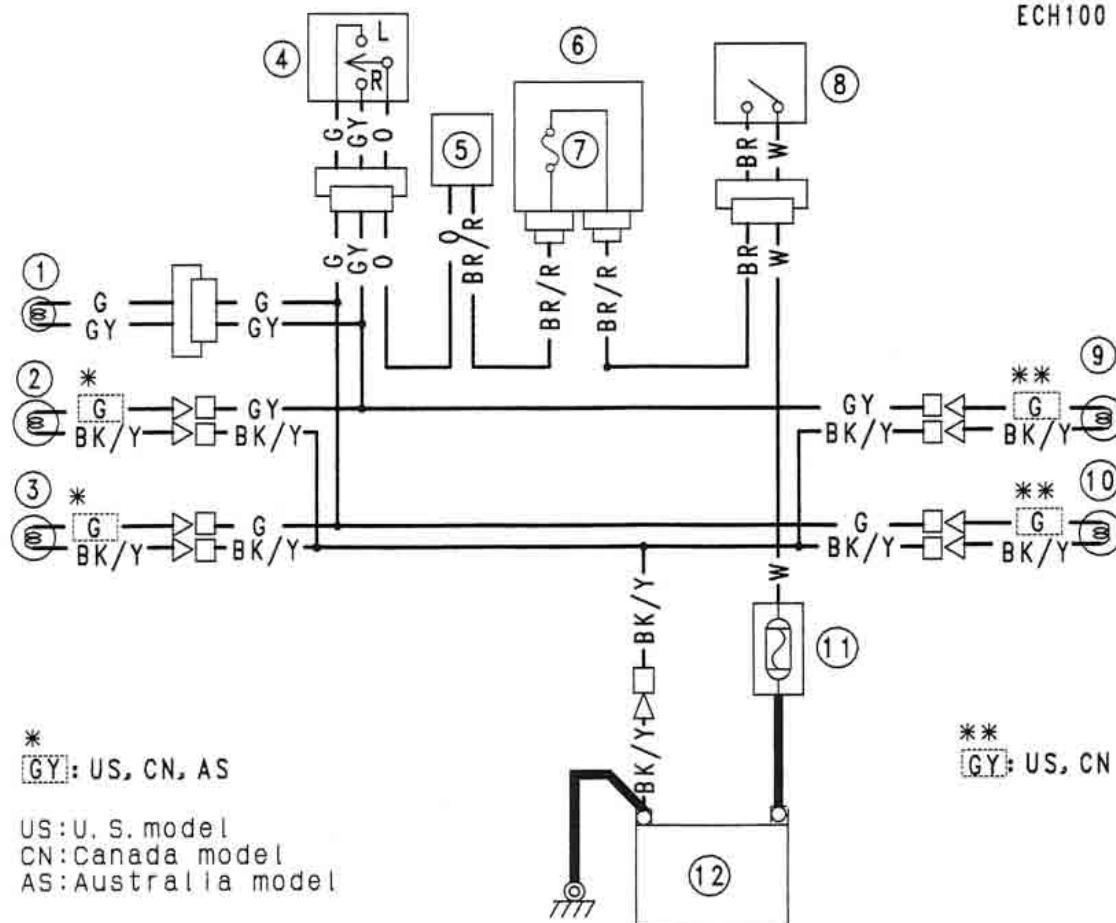 ECH100
4
L
R
6
8
G GY O
5
7
BR W
G GY O
O BR/R
BR/R
BR/R
BR W
1
G G
GY GY
2
*
G GY
BK/Y BK/Y
9
**
GY G
BK/Y BK/Y
3
*
G G
BK/Y BK/Y
10
**
G G
BK/Y BK/Y
BK/Y
W
11
BK/Y
*
GY: US, CN, AS
**
GY: US, CN
US:U. S. model
CN:Canada model
AS:Australia model
12